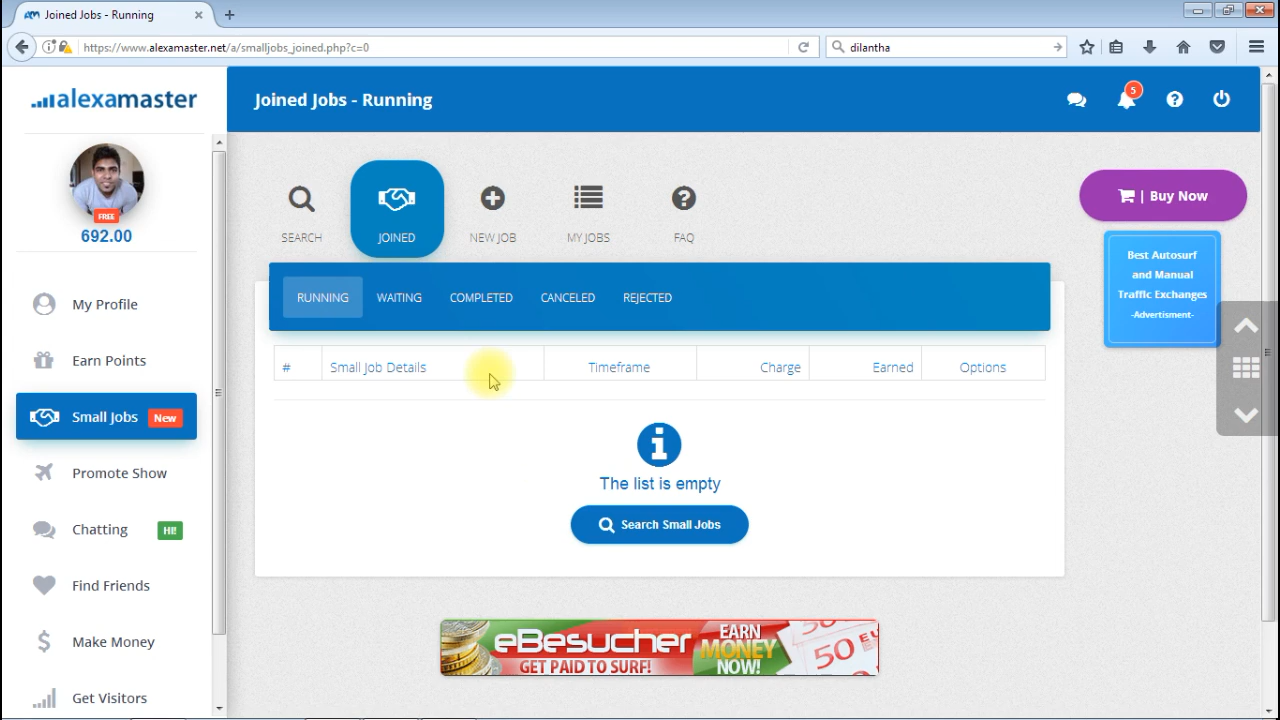 Joined Jobs - Running
https://www.alexamaster.net/a/smalljobs_joined.php?c=0
dilantha
alexamaster
Joined Jobs - Running
5
FREE
692.00
My Profile
Earn Points
Small Jobs New
Promote Show
Chatting HI!
Find Friends
Make Money
Get Visitors
SEARCH
JOINED
NEW JOB
MY JOBS
FAQ
| Buy Now
Best Autosurf
and Manual
Traffic Exchanges
-Advertisment-
RUNNING WAITING COMPLETED CANCELED REJECTED
# Small Job Details Timeframe Charge Earned Options
The list is empty
Search Small Jobs
eBesucher
GET PAID TO SURF!
EARN
MONEY
NOW!
50 EU
50